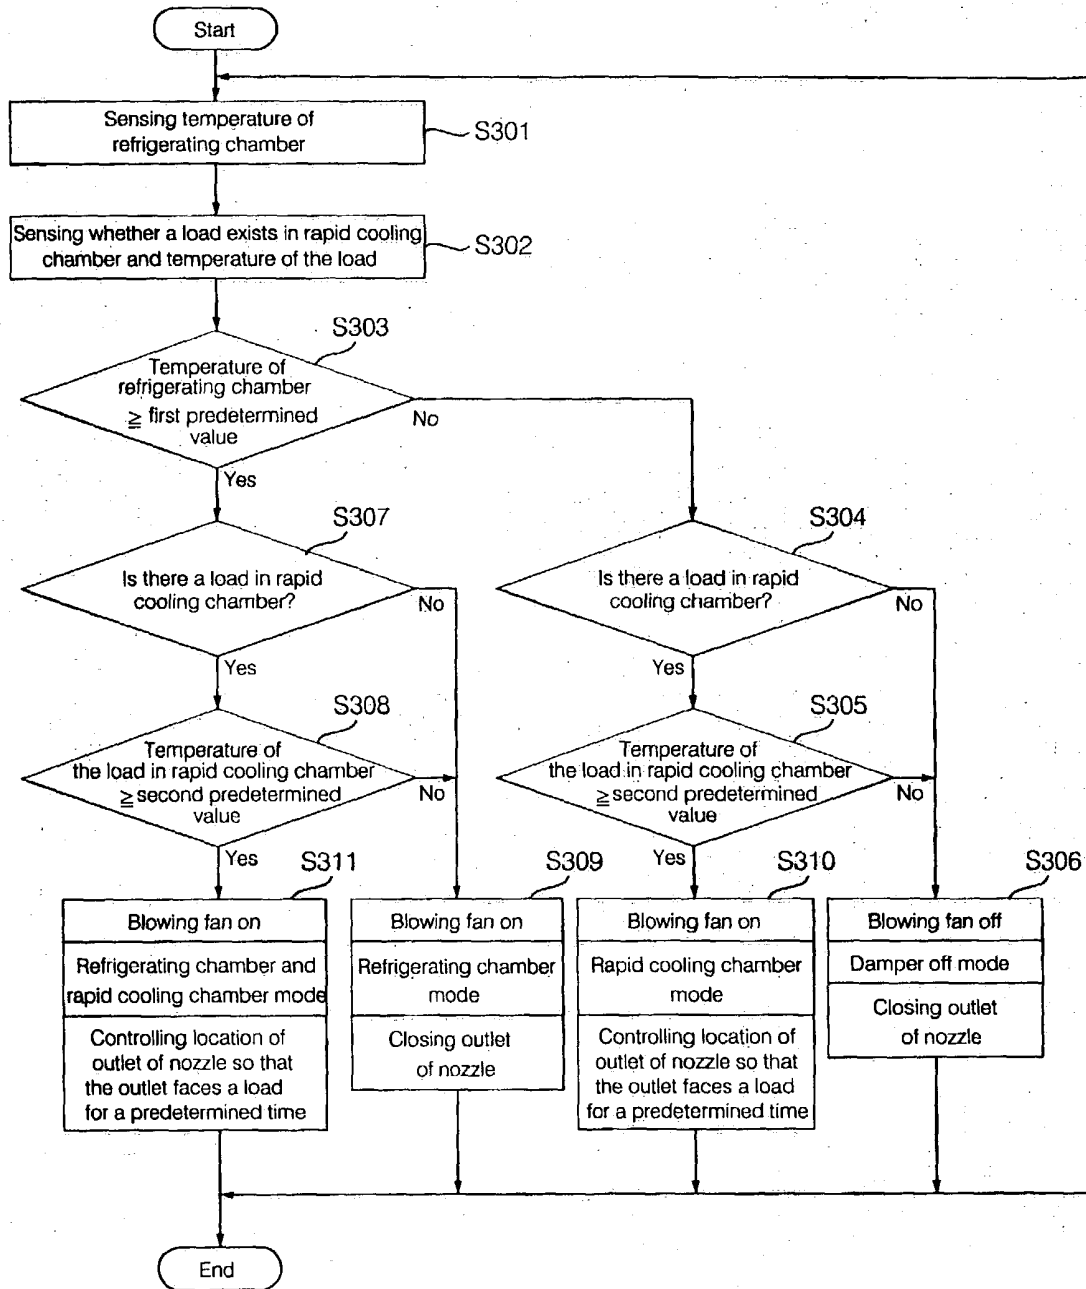 Start
Sensing temperature of
refrigerating chamber
S301
Sensing whether a load exists in rapid cooling
chamber and temperature of the load
S302
S303
Temperature of
refrigerating chamber
≧ first predetermined
value
No
Yes
S307
Is there a load in rapid
cooling chamber?
No
Yes
S304
Is there a load in rapid
cooling chamber?
No
Yes
S308
Temperature of
the load in rapid cooling chamber
≧ second predetermined
value
No
Yes
S305
Temperature of
the load in rapid cooling chamber
≧ second predetermined
value
No
Yes
S311
Blowing fan on
Refrigerating chamber and
rapid cooling chamber mode
Controlling location of
outlet of nozzle so that
the outlet faces a load
for a predetermined time
S309
Blowing fan on
Refrigerating chamber
mode
Closing outlet
of nozzle
S310
Blowing fan on
Rapid cooling chamber
mode
Controlling location of
outlet of nozzle so that
the outlet faces a load
for a predetermined time
S306
Blowing fan off
Damper off mode
Closing outlet
of nozzle
End